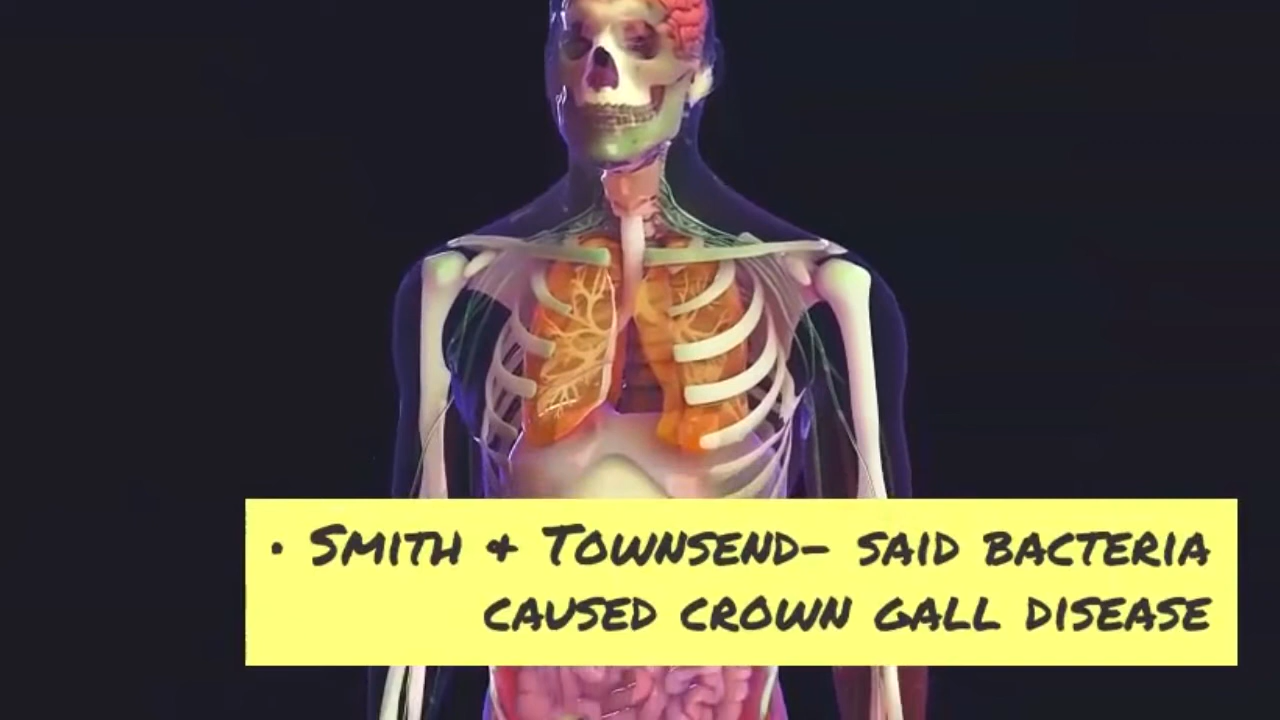 • Smith & Townsend- said bacteria
caused crown gall disease